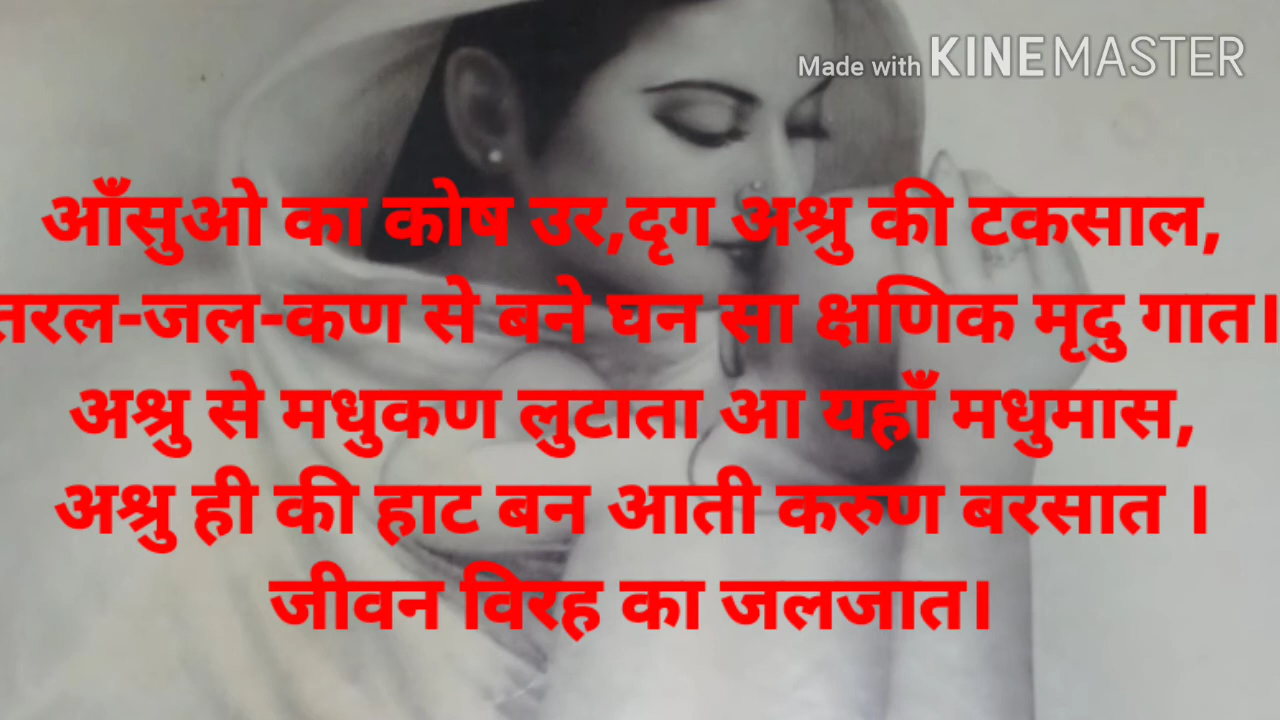 Made with KINEMASTER
आँसुओ का कोष उर,दृग अश्रु की टकसाल,
तरल-जल-कण से बने घन सा क्षणिक मृदु गात।
अश्रु से मधुकण लुटाता आ यहाँ मधुमास,
अश्रु ही की हाट बन आती करुण बरसात ।
जीवन विरह का जलजात।